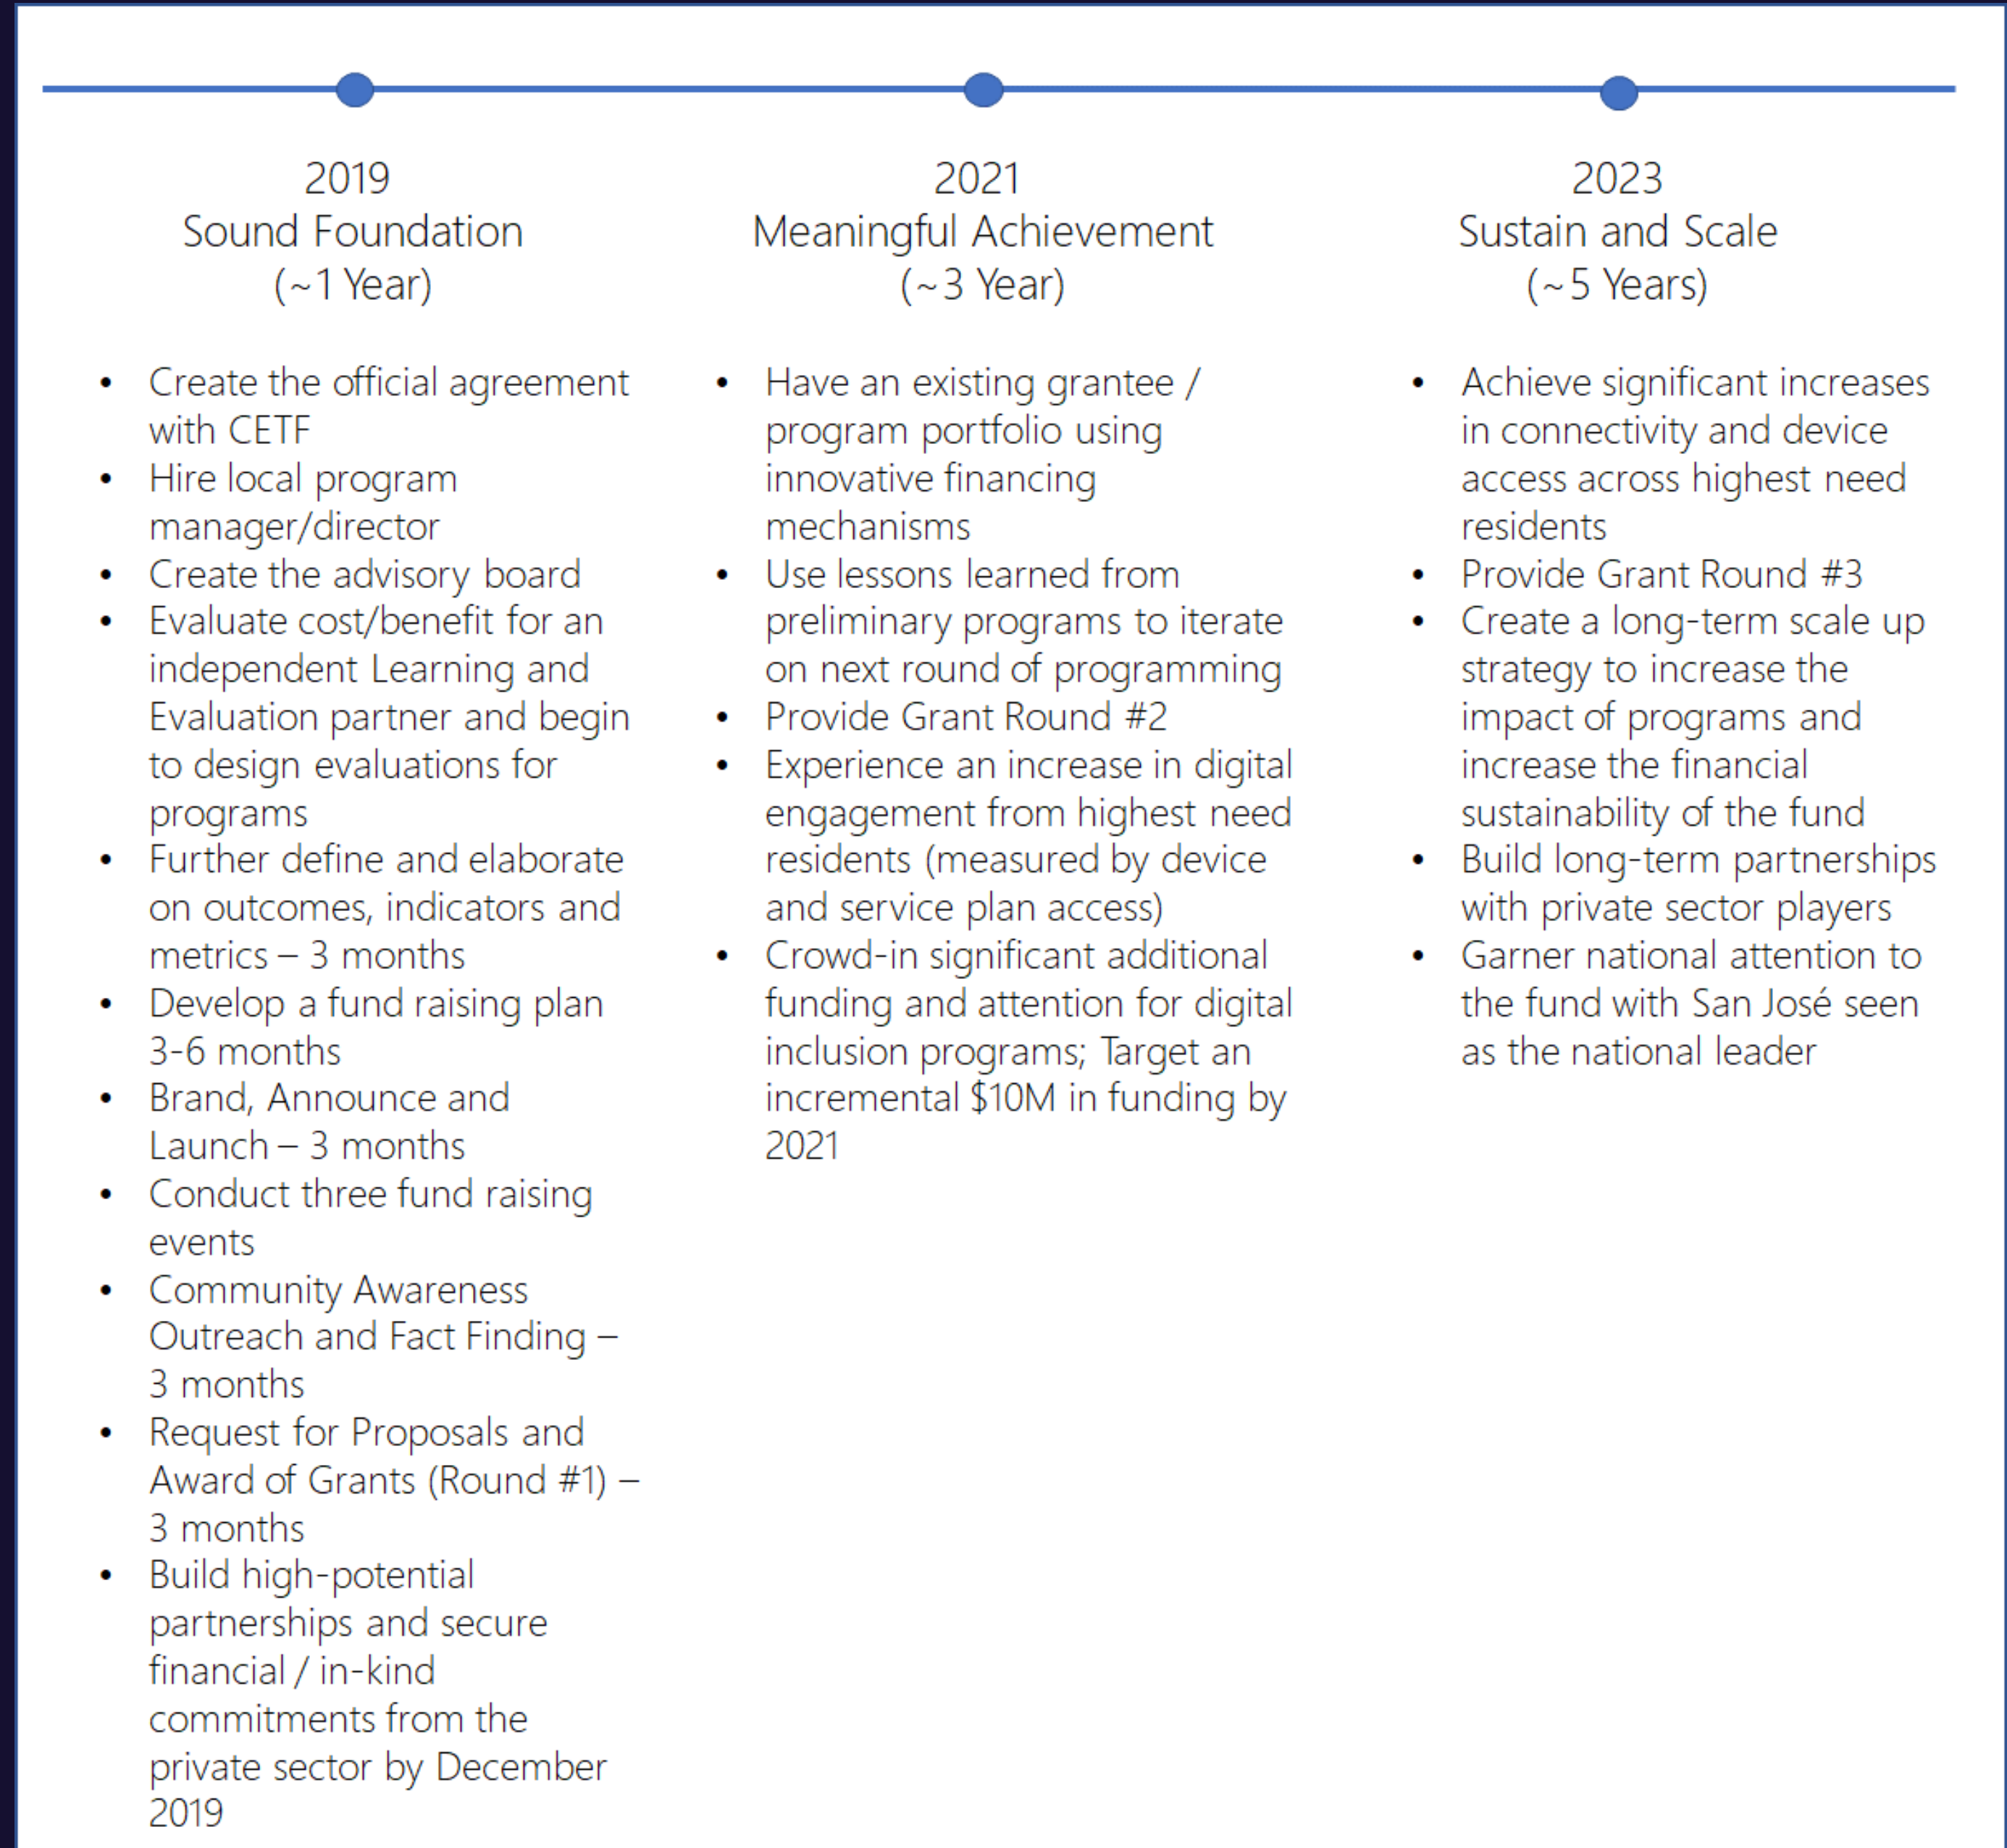 2019
Sound Foundation
(~1 Year)
• Create the official agreement
with CETF
• Hire local program
manager/director
• Create the advisory board
• Evaluate cost/benefit for an
independent Learning and
Evaluation partner and begin
to design evaluations for
programs
• Further define and elaborate
on outcomes, indicators and
metrics – 3 months
• Develop a fund raising plan
3-6 months
• Brand, Announce and
Launch – 3 months
• Conduct three fund raising
events
• Community Awareness
Outreach and Fact Finding –
3 months
• Request for Proposals and
Award of Grants (Round #1) –
3 months
• Build high-potential
partnerships and secure
financial / in-kind
commitments from the
private sector by December
2019
2021
Meaningful Achievement
(~3 Year)
• Have an existing grantee /
program portfolio using
innovative financing
mechanisms
• Use lessons learned from
preliminary programs to iterate
on next round of programming
• Provide Grant Round #2
• Experience an increase in digital
engagement from highest need
residents (measured by device
and service plan access)
• Crowd-in significant additional
funding and attention for digital
inclusion programs; Target an
incremental $10M in funding by
2021
2023
Sustain and Scale
(~5 Years)
• Achieve significant increases
in connectivity and device
access across highest need
residents
• Provide Grant Round #3
• Create a long-term scale up
strategy to increase the
impact of programs and
increase the financial
sustainability of the fund
• Build long-term partnerships
with private sector players
• Garner national attention to
the fund with San José seen
as the national leader